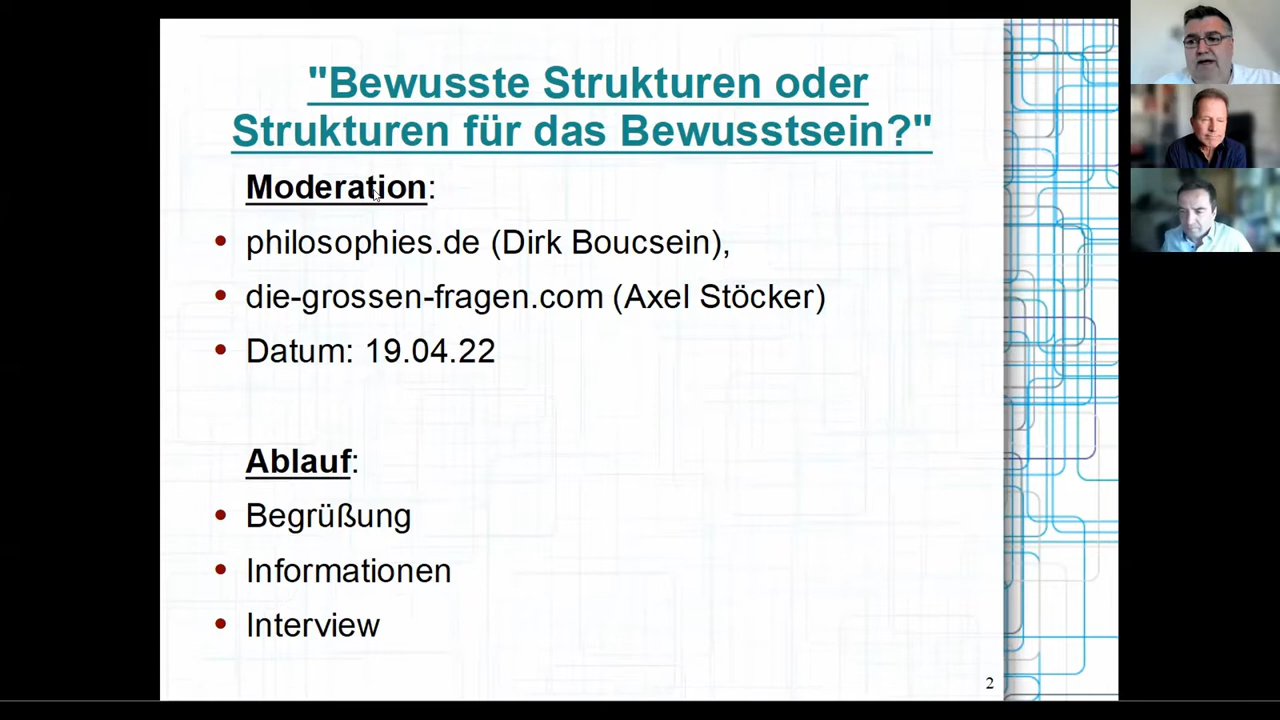 "Bewusste Strukturen oder
Strukturen für das Bewusstsein?"
Moderation:
• philosophies.de (Dirk Boucsein),
• die-grossen-fragen.com (Axel Stöcker)
• Datum: 19.04.22
Ablauf:
• Begrüßung
• Informationen
• Interview
2